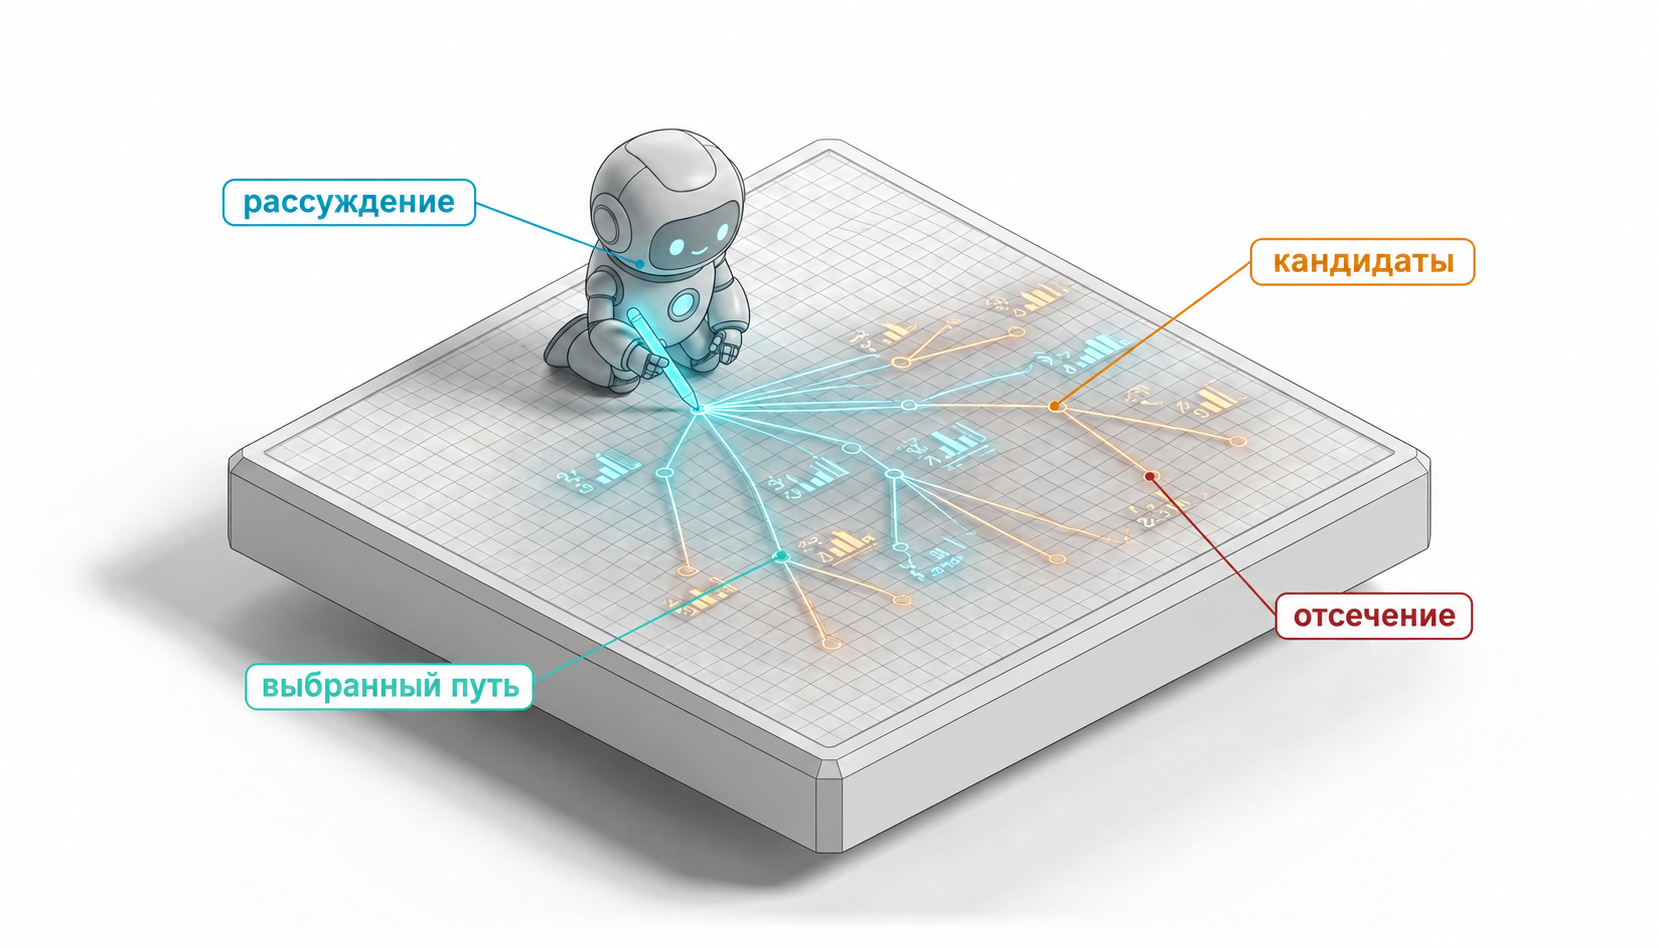 рассуждение
кандидаты
отсечение
выбранный путь